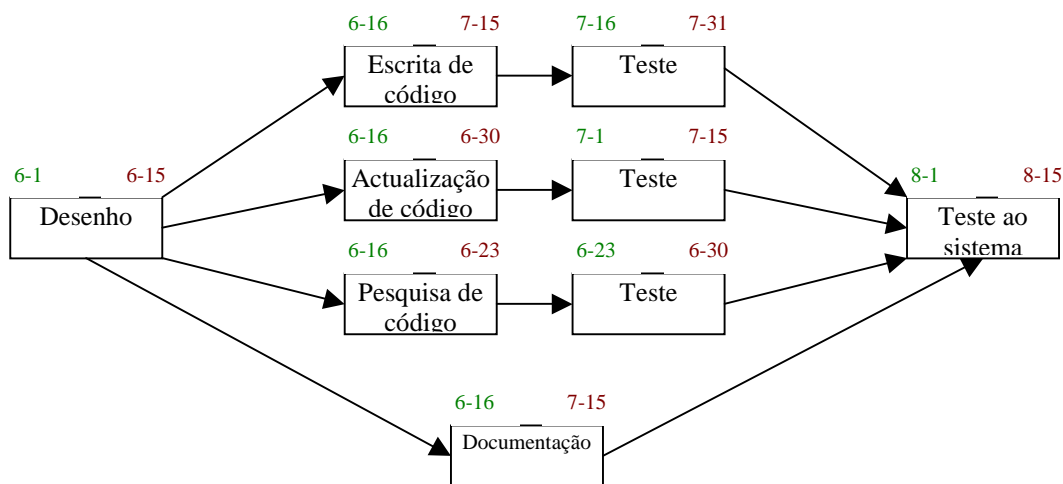 6-16 7-15 7-16 7-31
Escrita de
código
Teste
6-16 6-30 7-1 7-15
Actualização
de código
Teste
6-1 6-15
Desenho
8-1 8-15
Teste ao
sistema
6-16 6-23 6-23 6-30
Pesquisa de
código
Teste
6-16 7-15
Documentação